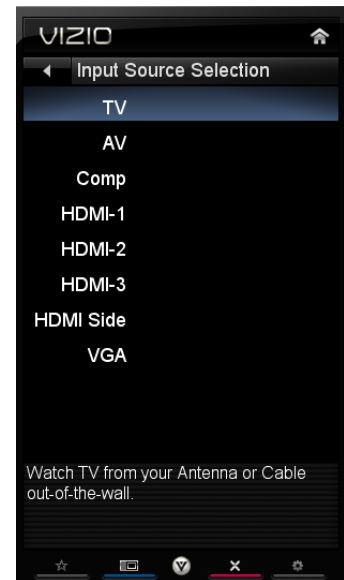 VIZIO
Input Source Selection
TV
AV
Comp
HDMI-1
HDMI-2
HDMI-3
HDMI Side
VGA
Watch TV from your Antenna or Cable
out-of-the-wall.
V